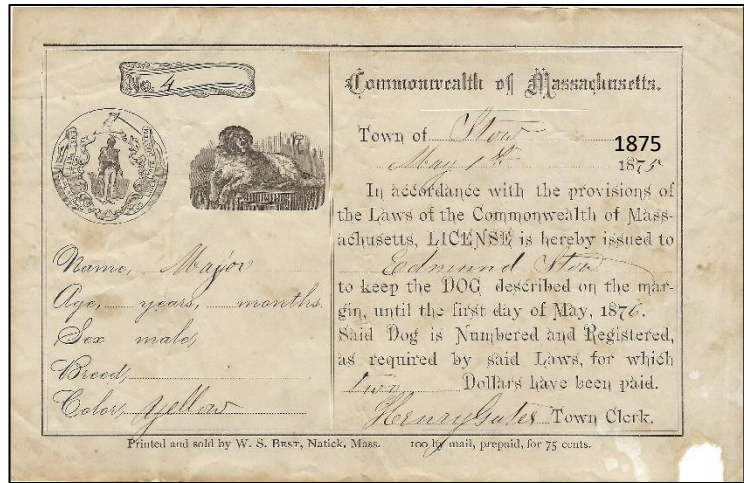 No. 4
Name, Major
Age, years, months.
Sex male,
Breed,
Color, yellow
Commonwealth of Massachusetts.
Town of Stow
1875
May 1st 1875
In accordance with the provisions of
the Laws of the Commonwealth of Mass-
achusetts, LICENSE is hereby issued to
Edmund Stow
to keep the DOG described on the mar-
gin, until the first day of May, 1876.
Said Dog is Numbered and Registered,
as required by said Laws, for which
two Dollars have been paid.
Henry Gates Town Clerk.
Printed and sold by W. S. BEST, Natick, Mass. 100 by mail, prepaid, for 75 cents.